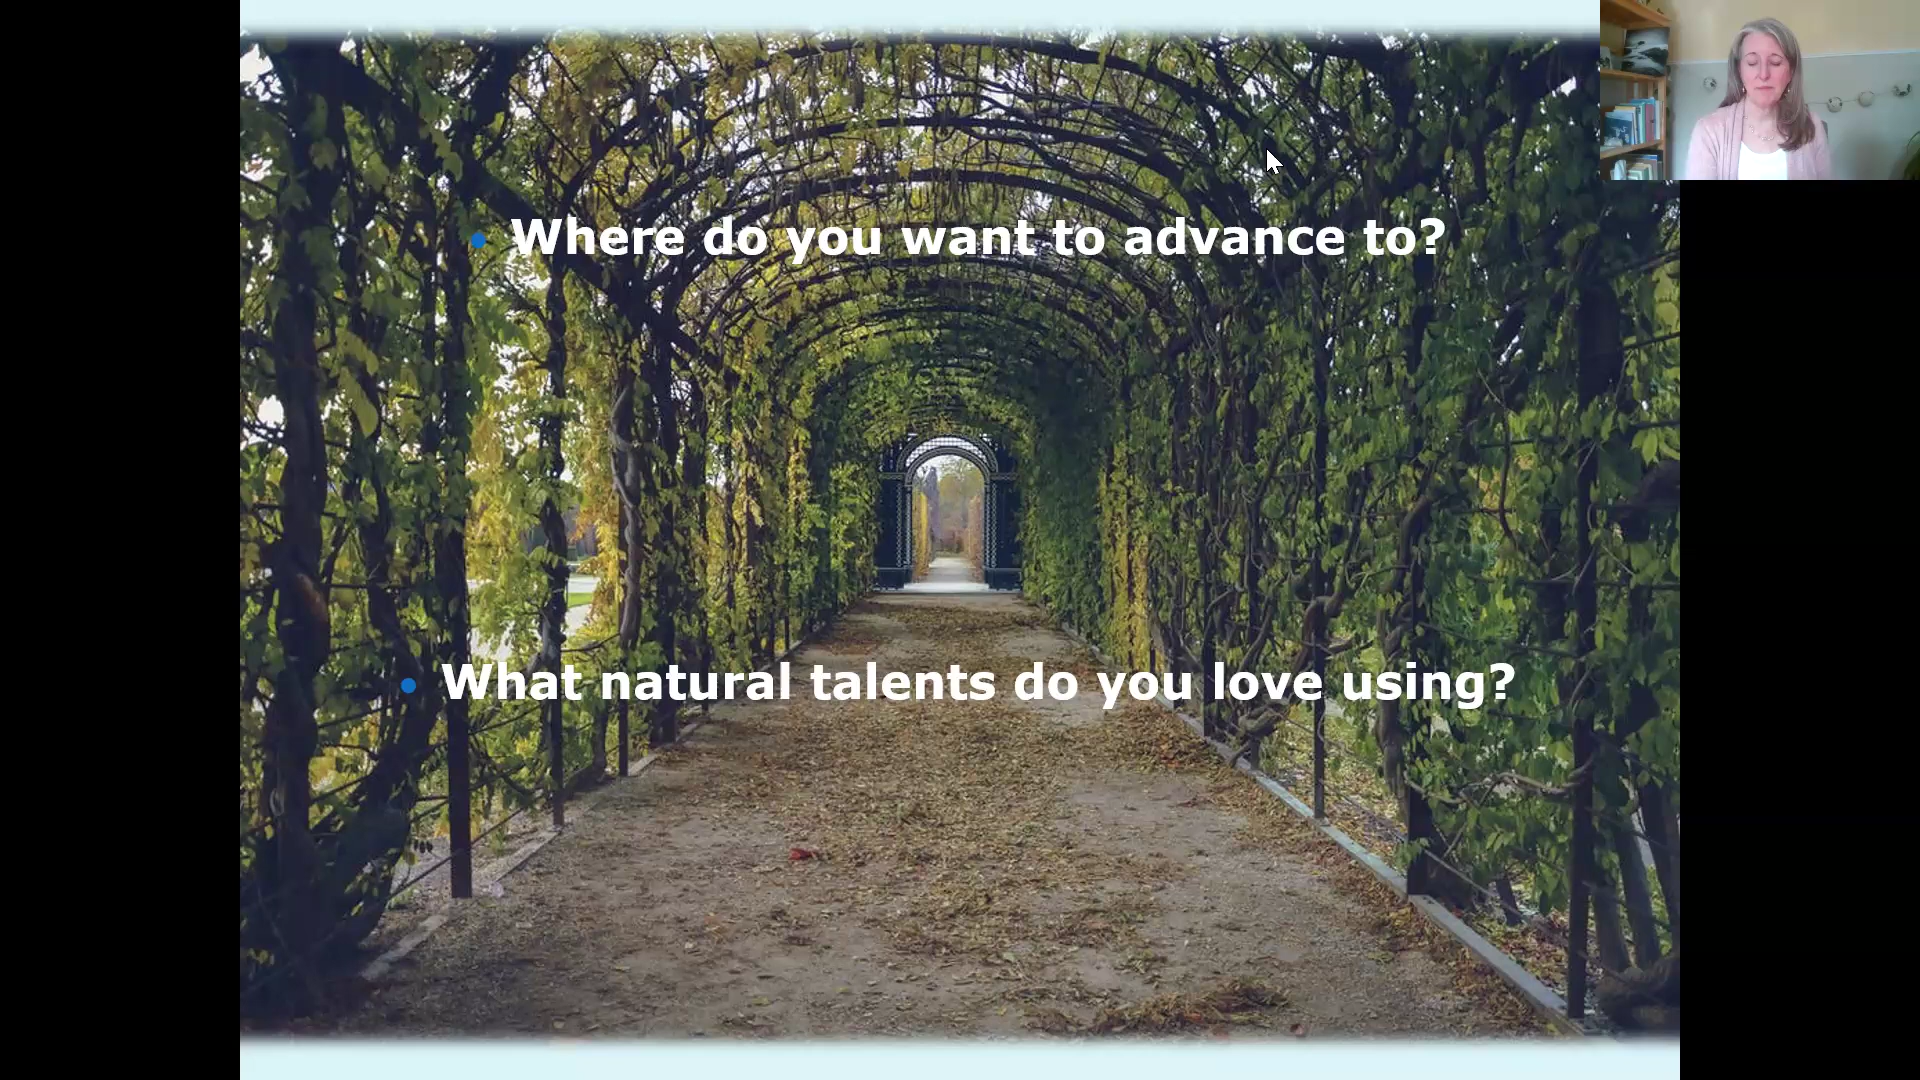 • Where do you want to advance to?
• What natural talents do you love using?